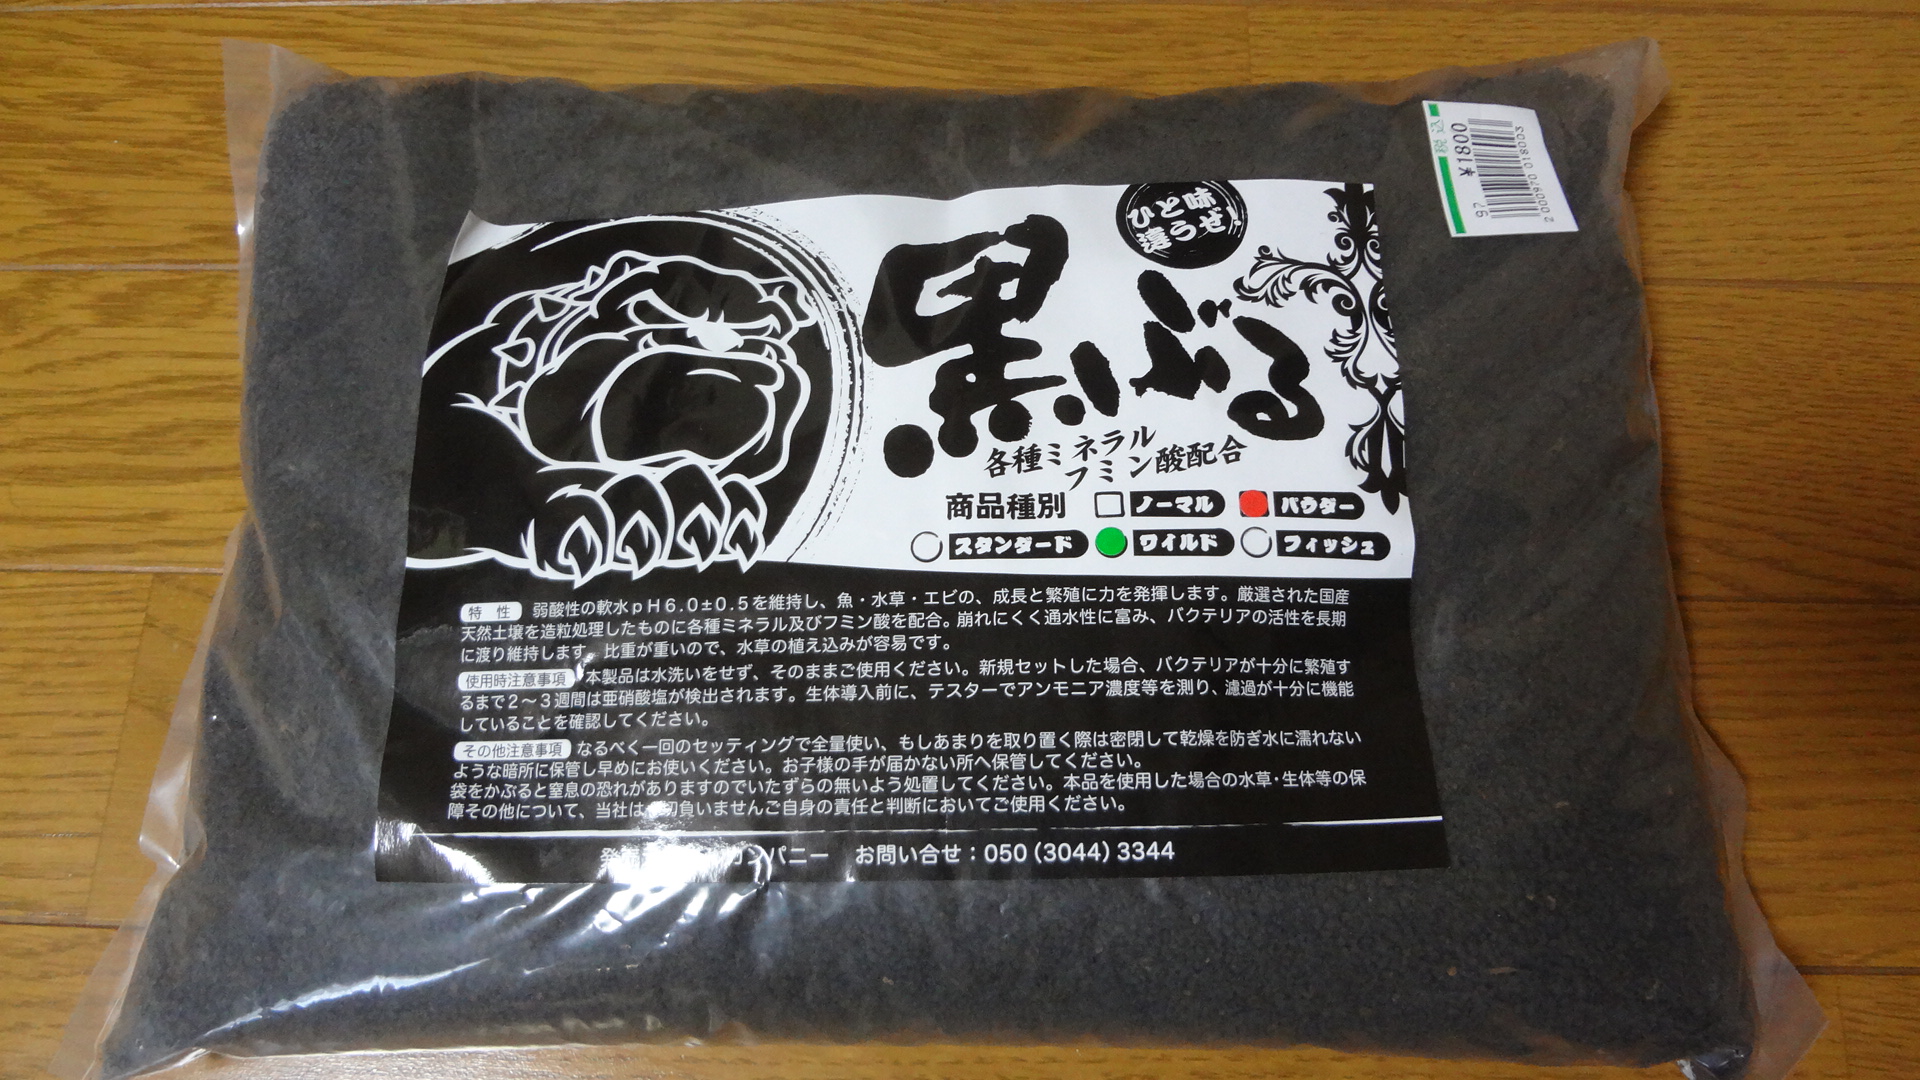 税込
¥1800
97
2 000970 018003
ひと味
違うぜ!
黒ぶる
各種ミネラル
フミン酸配合
商品種別 ノーマル パウダー
スタンダード ワイルド フィッシュ
特 性 弱酸性の軟水pH6.0±0.5を維持し、魚・水草・エビの、成長と繁殖に力を発揮します。厳選された国産
天然土壌を造粒処理したものに各種ミネラル及びフミン酸を配合。崩れにくく通水性に富み、バクテリアの活性を長期
に渡り維持します。比重が重いので、水草の植え込みが容易です。
使用時注意事項 本製品は水洗いをせず、そのままご使用ください。新規セットした場合、バクテリアが十分に繁殖す
るまで2〜3週間は亜硝酸塩が検出されます。生体導入前に、テスターでアンモニア濃度等を測り、濾過が十分に機能
していることを確認してください。
その他注意事項 なるべく一回のセッティングで全量使い、もしあまりを取り置く際は密閉して乾燥を防ぎ水に濡れない
ような暗所に保管し早めにお使いください。お子様の手が届かない所へ保管してください。
袋をかぶると窒息の恐れがありますのでいたずらの無いよう処置してください。本品を使用した場合の水草・生体等の保
障その他について、当社は一切負いませんご自身の責任と判断においてご使用ください。
カンパニー お問い合せ：050(3044)3344